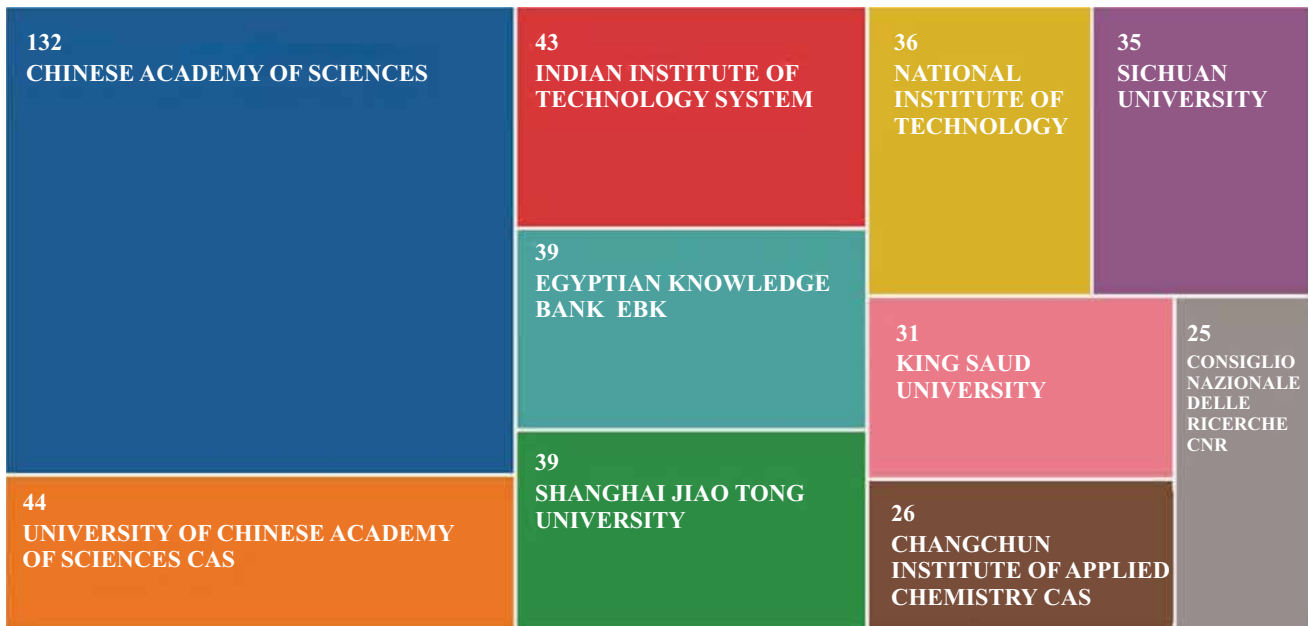 132
CHINESE ACADEMY OF SCIENCES
44
UNIVERSITY OF CHINESE ACADEMY
OF SCIENCES CAS
43
INDIAN INSTITUTE OF
TECHNOLOGY SYSTEM
39
EGYPTIAN KNOWLEDGE
BANK EBK
39
SHANGHAI JIAO TONG
UNIVERSITY
36
NATIONAL
INSTITUTE OF
TECHNOLOGY
35
SICHUAN
UNIVERSITY
31
KING SAUD
UNIVERSITY
26
CHANGCHUN
INSTITUTE OF APPLIED
CHEMISTRY CAS
25
CONSIGLIO
NAZIONALE
DELLE
RICERCHE
CNR